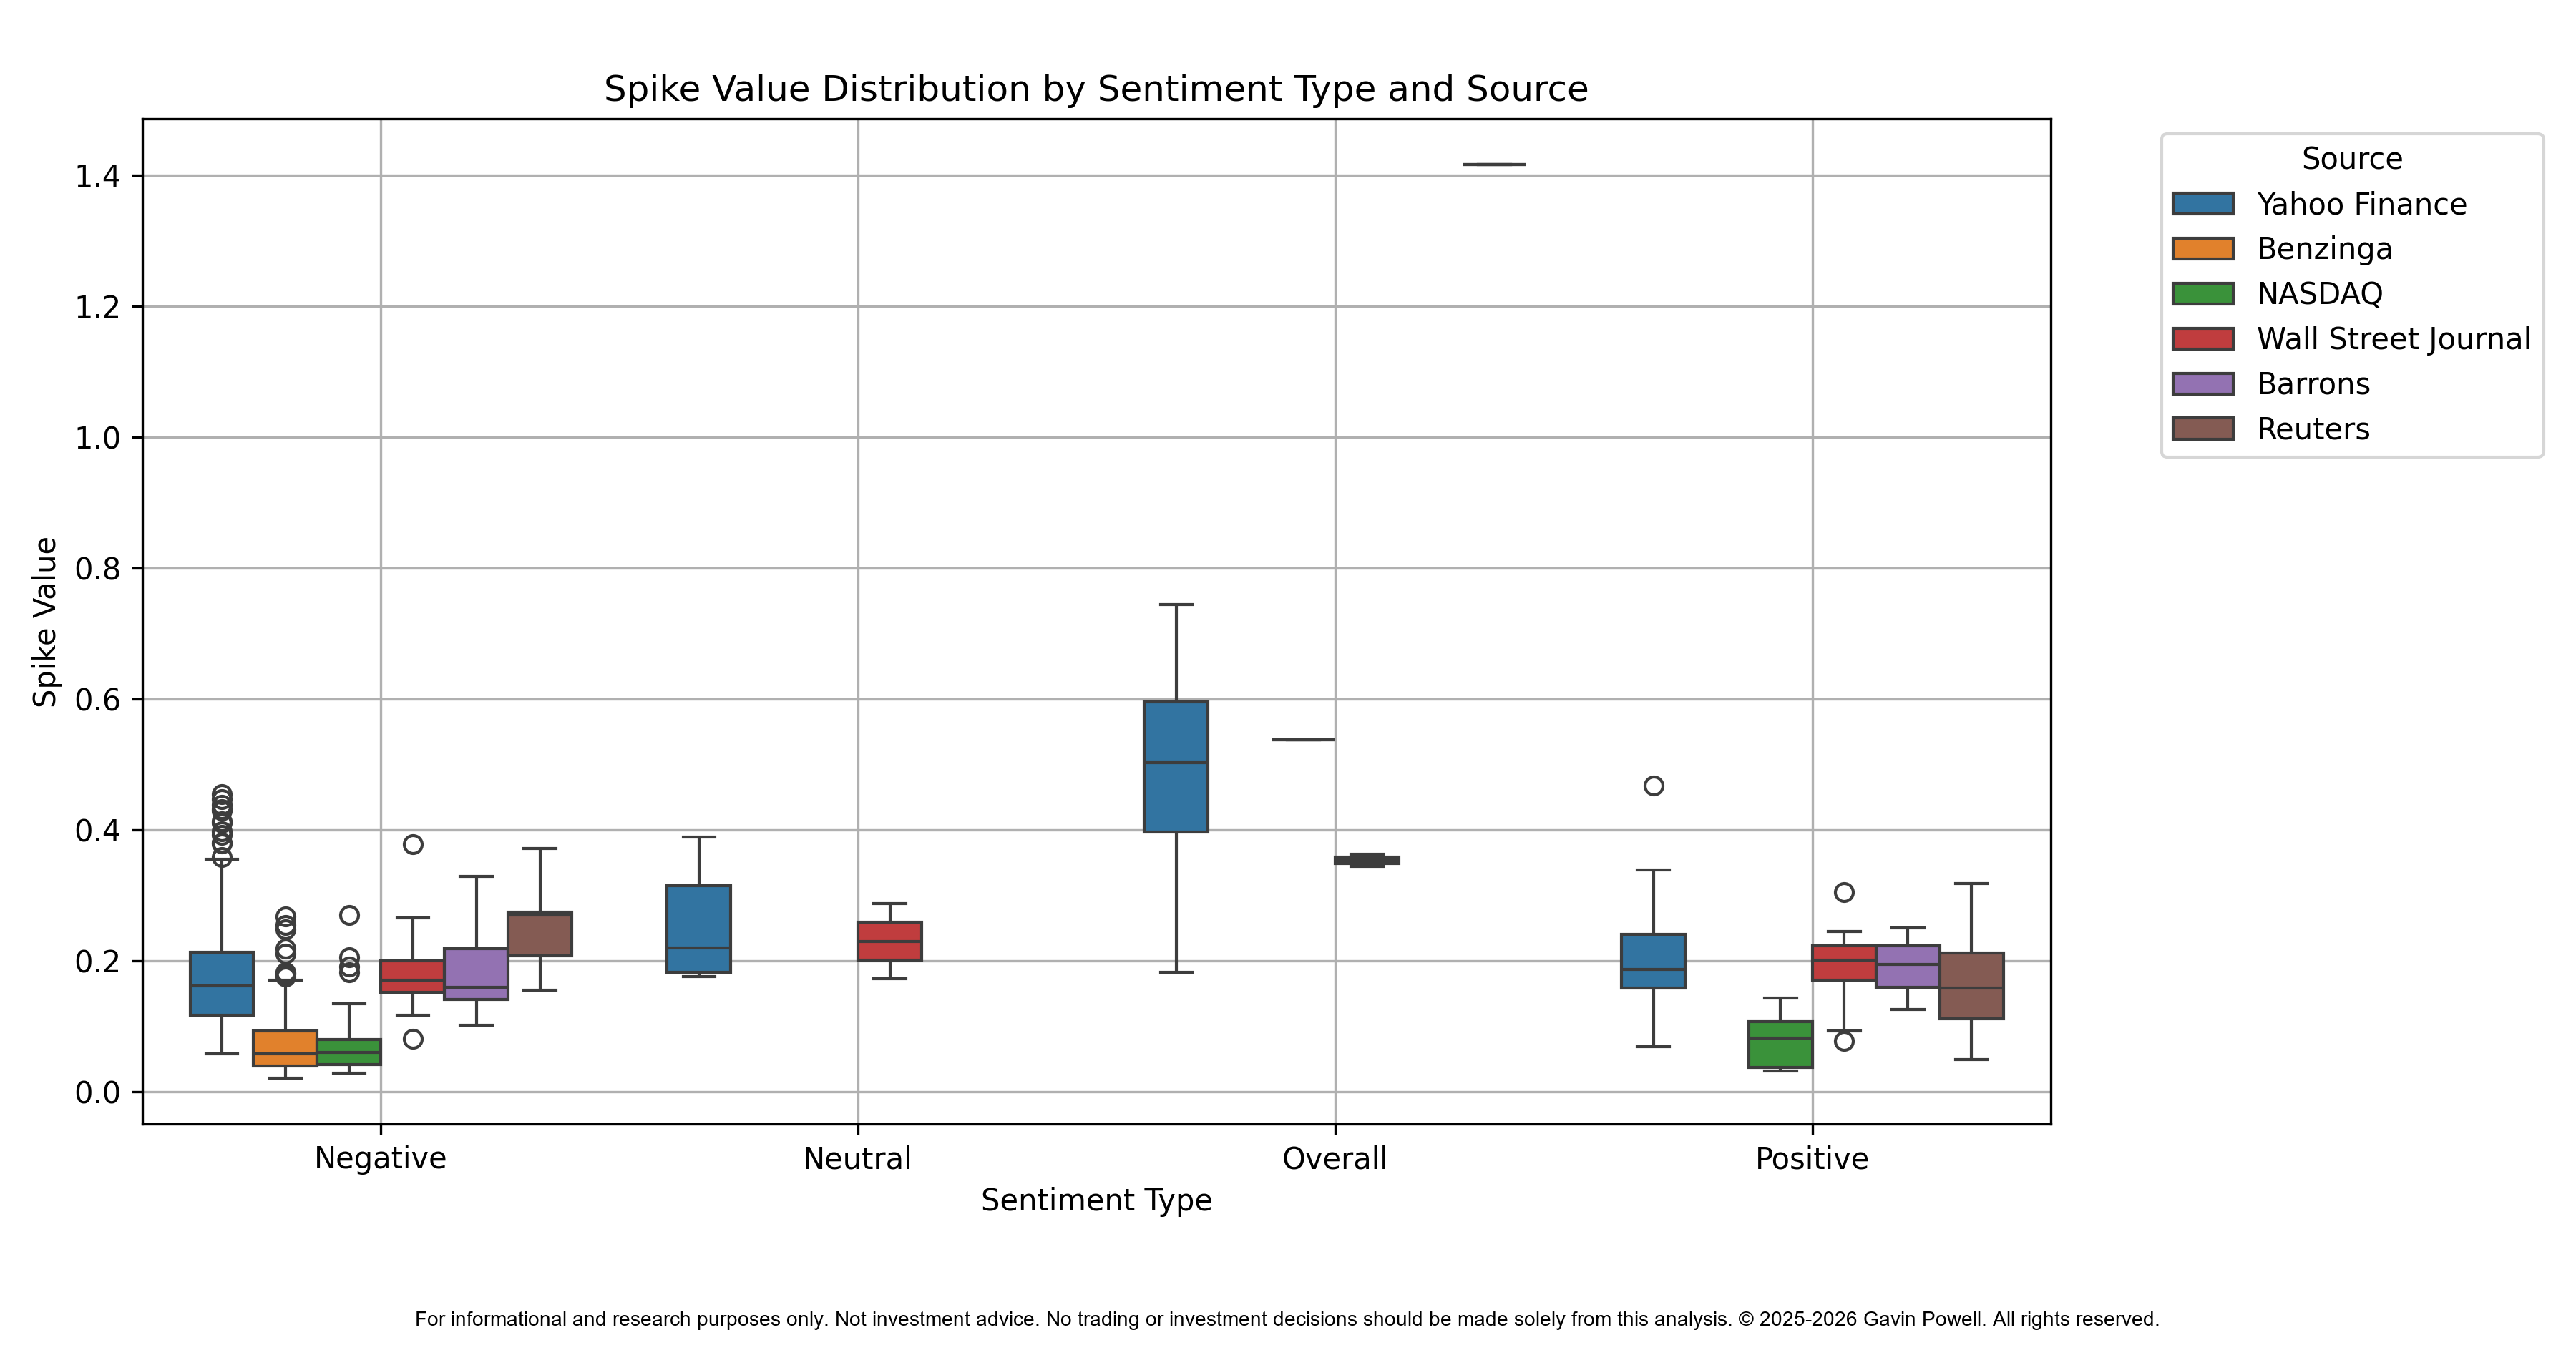 Spike Value Distribution by Sentiment Type and Source
Spike Value
1.4
1.2
1.0
0.8
0.6
0.4
0.2
0.0
Negative
Neutral
Overall
Positive
Sentiment Type
Source
Yahoo Finance
Benzinga
NASDAQ
Wall Street Journal
Barrons
Reuters
For informational and research purposes only. Not investment advice. No trading or investment decisions should be made solely from this analysis. © 2025-2026 Gavin Powell. All rights reserved.